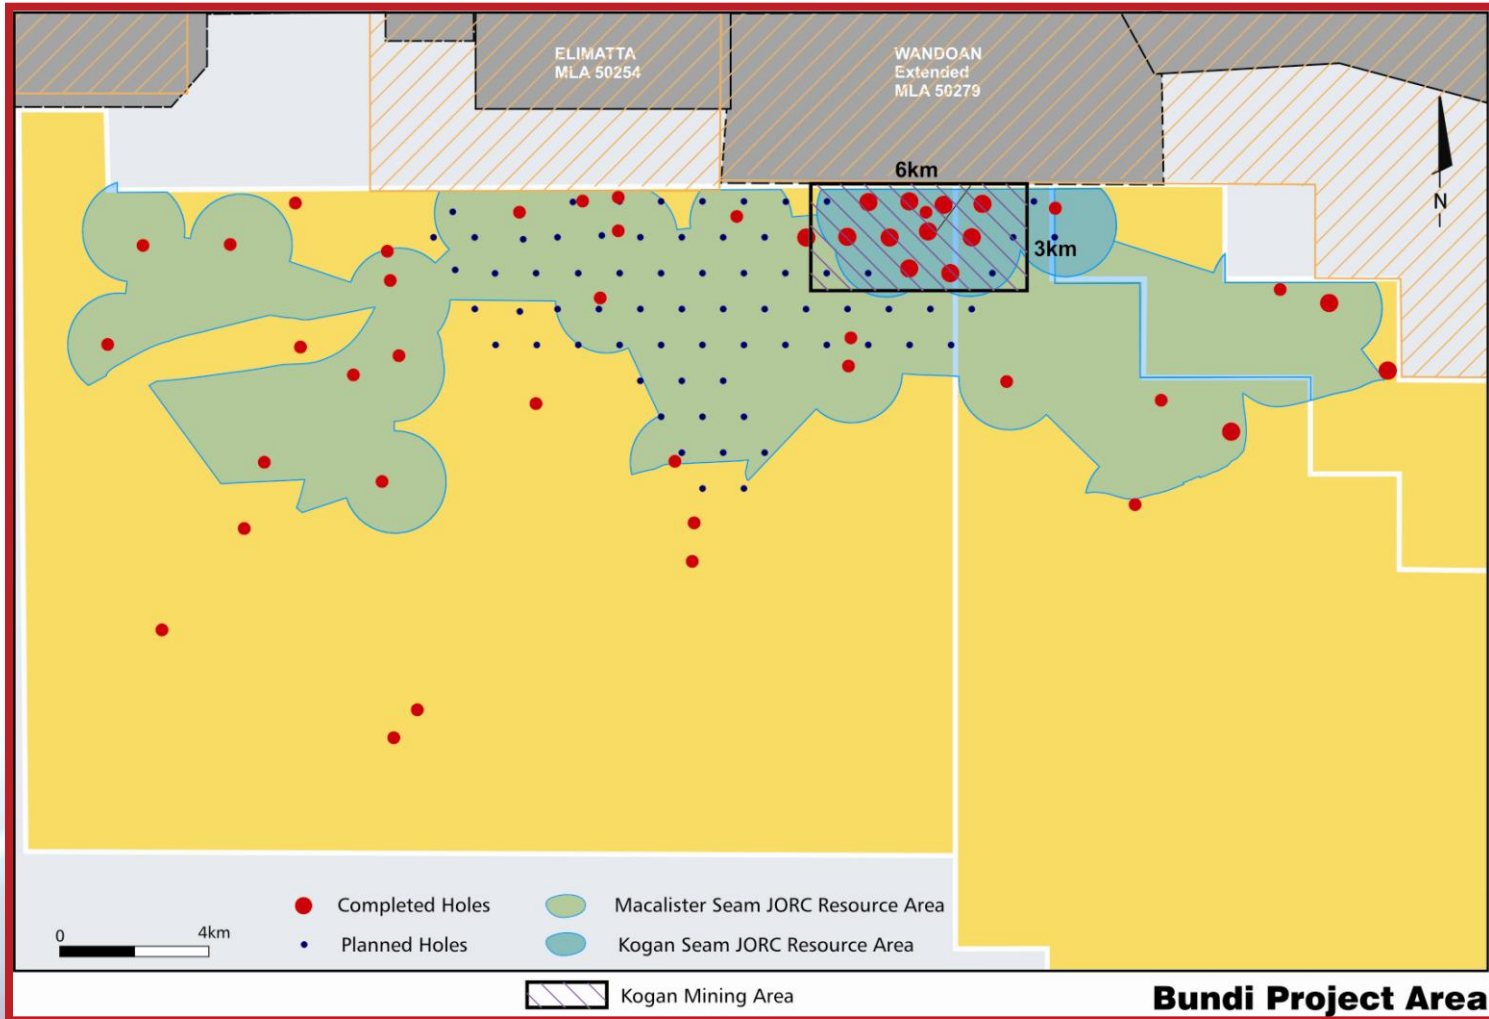 ELIMATTA
MLA 50254
WANDOAN
Extended
MLA 50279
6km
3km
N
Completed Holes
Macalister Seam JORC Resource Area
0
4km
Planned Holes
Kogan Seam JORC Resource Area
Kogan Mining Area
Bundi Project Area